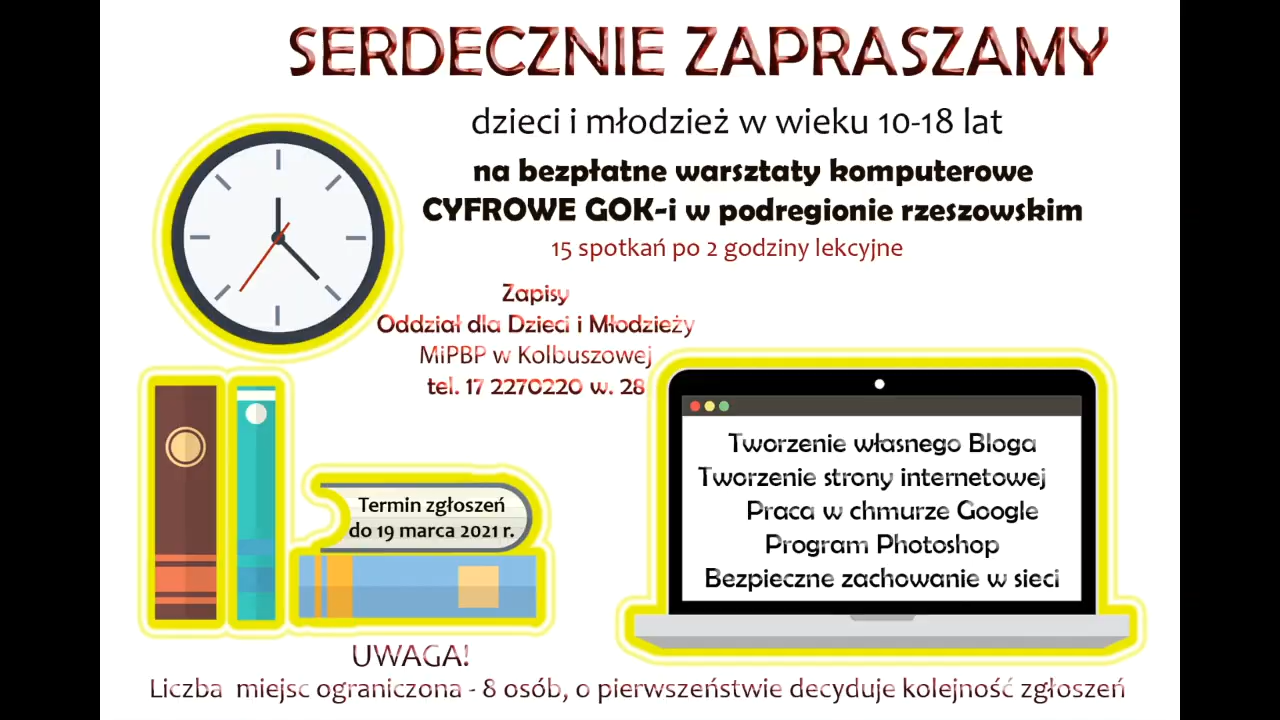 SERDECZNIE ZAPRASZAMY
dzieci i młodzież w wieku 10-18 lat
na bezpłatne warsztaty komputerowe
CYFROWE GOK-i w podregionie rzeszowskim
15 spotkań po 2 godziny lekcyjne
Zapisy
Oddział dla Dzieci i Młodzieży
MiPBP w Kolbuszowej
tel. 17 2270220 w. 28
Tworzenie własnego Bloga
Tworzenie strony internetowej
Praca w chmurze Google
Program Photoshop
Bezpieczne zachowanie w sieci
Termin zgłoszeń
do 19 marca 2021 r.
UWAGA!
Liczba miejsc ograniczona - 8 osób, o pierwszeństwie decyduje kolejność zgłoszeń